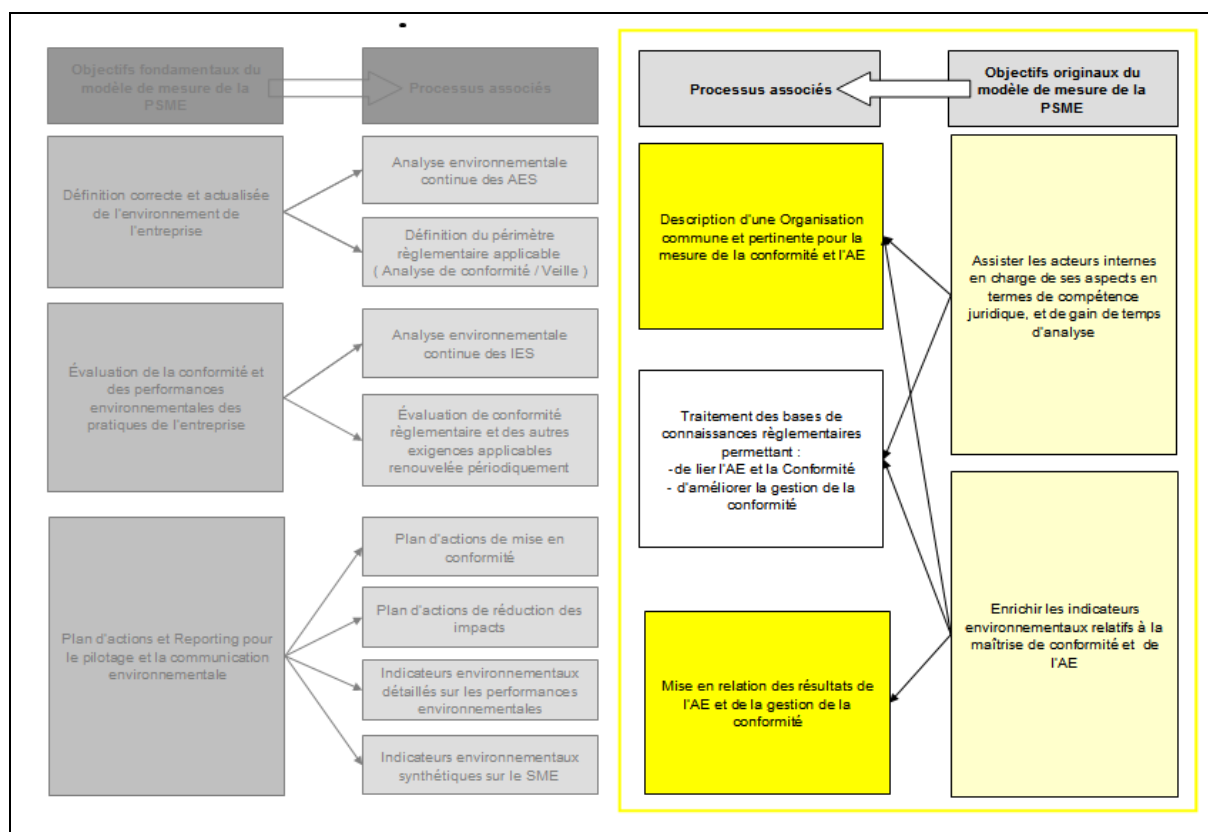 Objectifs fondamentaux du
modèle de mesure de la
PSME
Processus associés
Définition correcte et actualisée
de l'environnement de
l'entreprise
Analyse environnementale
continue des AES
Définition du périmètre
règlementaire applicable
( Analyse de conformité / Veille )
Évaluation de la conformité et
des performances
environnementales des
pratiques de l'entreprise
Analyse environnementale
continue des IES
Évaluation de conformité
règlementaire et des autres
exigences applicables
renouvelée périodiquement
Plan d'actions et Reporting pour
le pilotage et la communication
environnementale
Plan d'actions de mise en
conformité
Plan d'actions de réduction des
impacts
Indicateurs environnementaux
détaillés sur les performances
environnementales
Indicateurs environnementaux
synthétiques sur le SME
Processus associés
Objectifs originaux du
modèle de mesure de la
PSME
Description d'une Organisation
commune et pertinente pour la
mesure de la conformité et l'AE
Traitement des bases de
connaissances règlementaires
permettant :
-de lier l'AE et la Conformité
- d'améliorer la gestion de la
conformité
Mise en relation des résultats de
l'AE et de la gestion de la
conformité
Assister les acteurs internes
en charge de ses aspects en
termes de compétence
juridique, et de gain de temps
d'analyse
Enrichir les indicateurs
environnementaux relatifs à la
maîtrise de conformité et de
l'AE